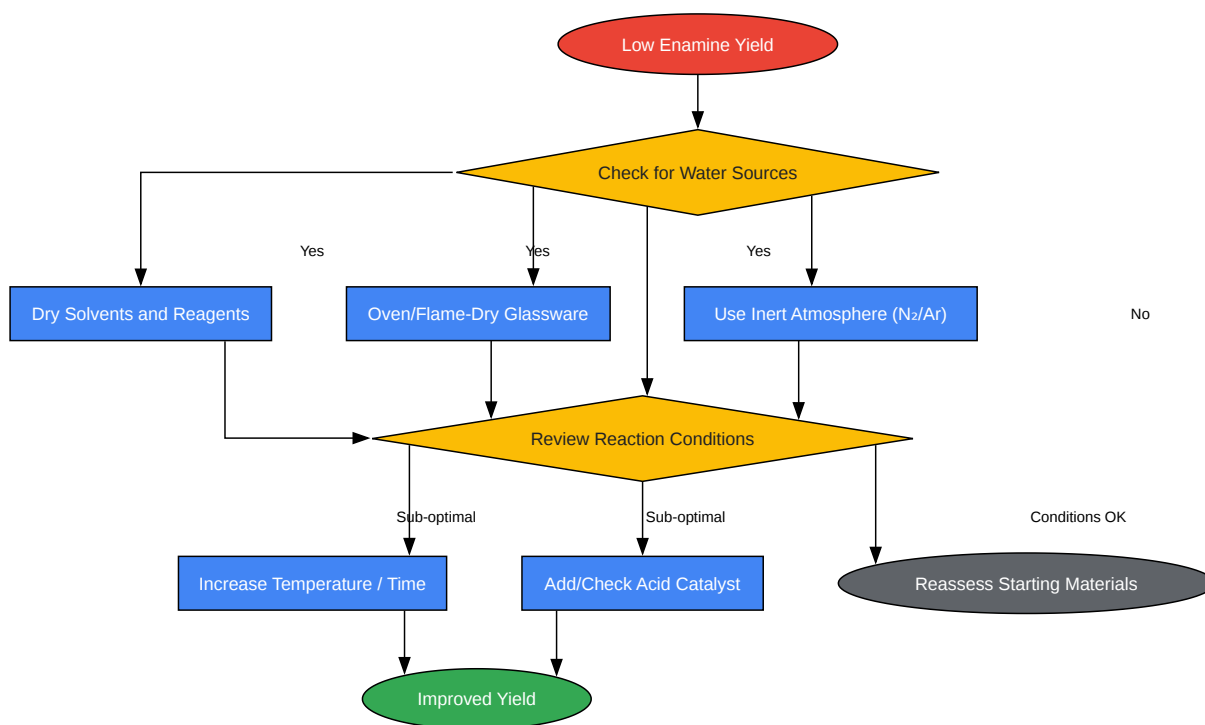 Low Enamine Yield
Check for Water Sources
Yes
Yes
Yes
Dry Solvents and Reagents
Oven/Flame-Dry Glassware
Use Inert Atmosphere (N₂/Ar)
No
Review Reaction Conditions
Sub-optimal
Sub-optimal
Conditions OK
Increase Temperature / Time
Add/Check Acid Catalyst
Reassess Starting Materials
Improved Yield